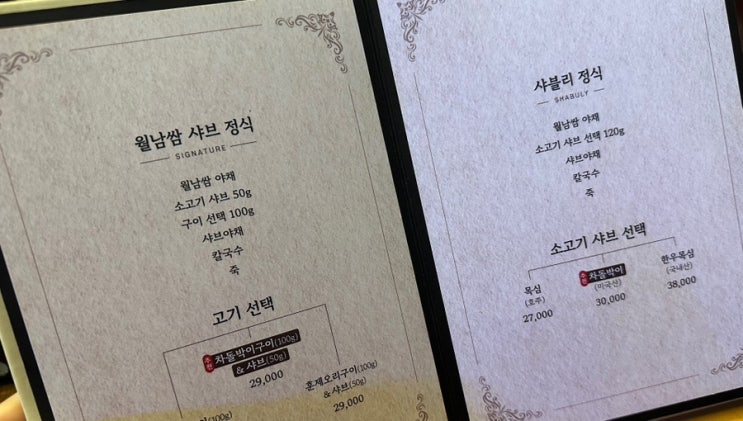 월남쌈 샤브 정식
SIGNATURE
월남쌈 야채
소고기 샤브 50g
구이 선택 100g
샤브야채
칼국수
죽
고기 선택
추천 차돌박이구이(100g)
& 샤브(50g)
29,000
훈제오리구이(100g)
& 샤브(50g)
29,000
(100g)
샤블리 정식
SHABULY
월남쌈 야채
소고기 샤브 선택 120g
샤브야채
칼국수
죽
소고기 샤브 선택
목심
(호주)
27,000
추천 차돌박이
(미국산)
30,000
한우목심
(국내산)
38,000